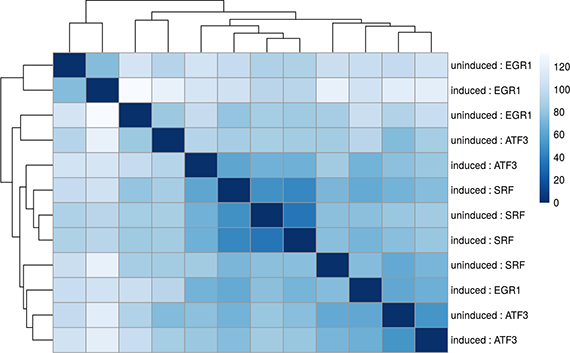 uninduced : EGR1
induced : EGR1
uninduced : EGR1
uninduced : ATF3
induced : ATF3
induced : SRF
uninduced : SRF
induced : SRF
uninduced : SRF
induced : EGR1
uninduced : ATF3
induced : ATF3
120
100
80
60
40
20
0